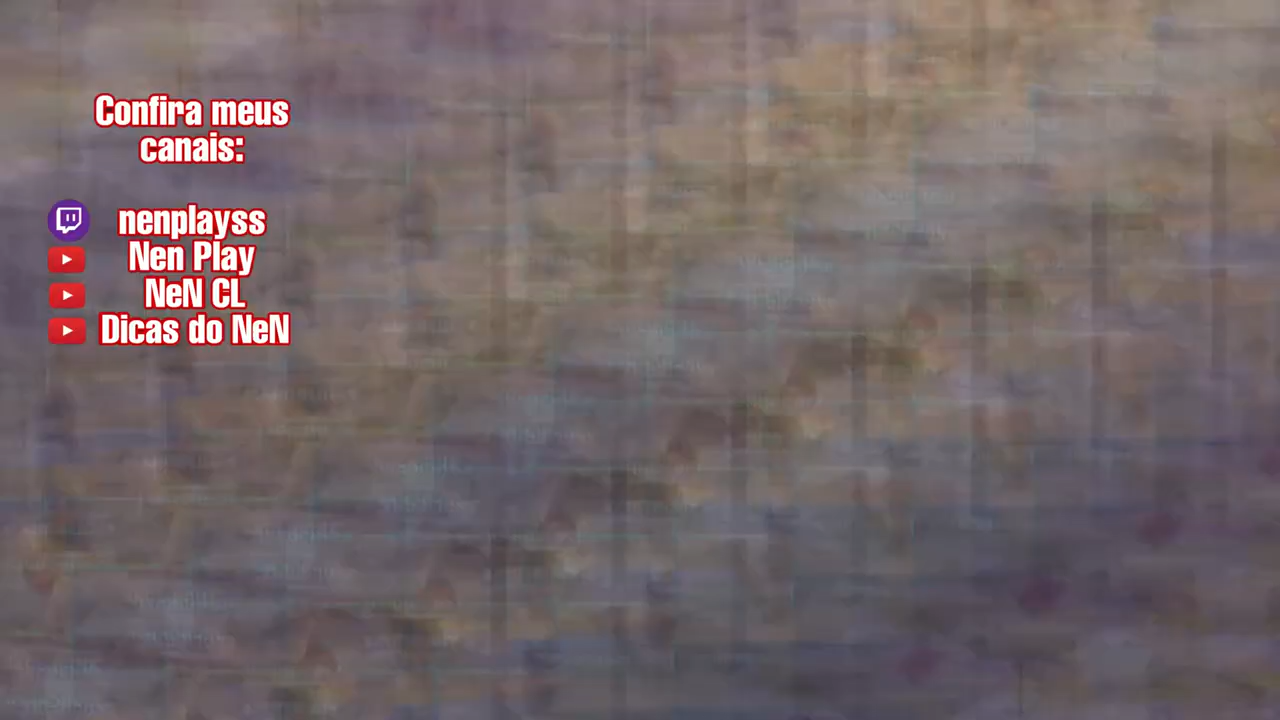 Confira meus
canais:
nenplayss
Nen Play
NeN CL
Dicas do NeN